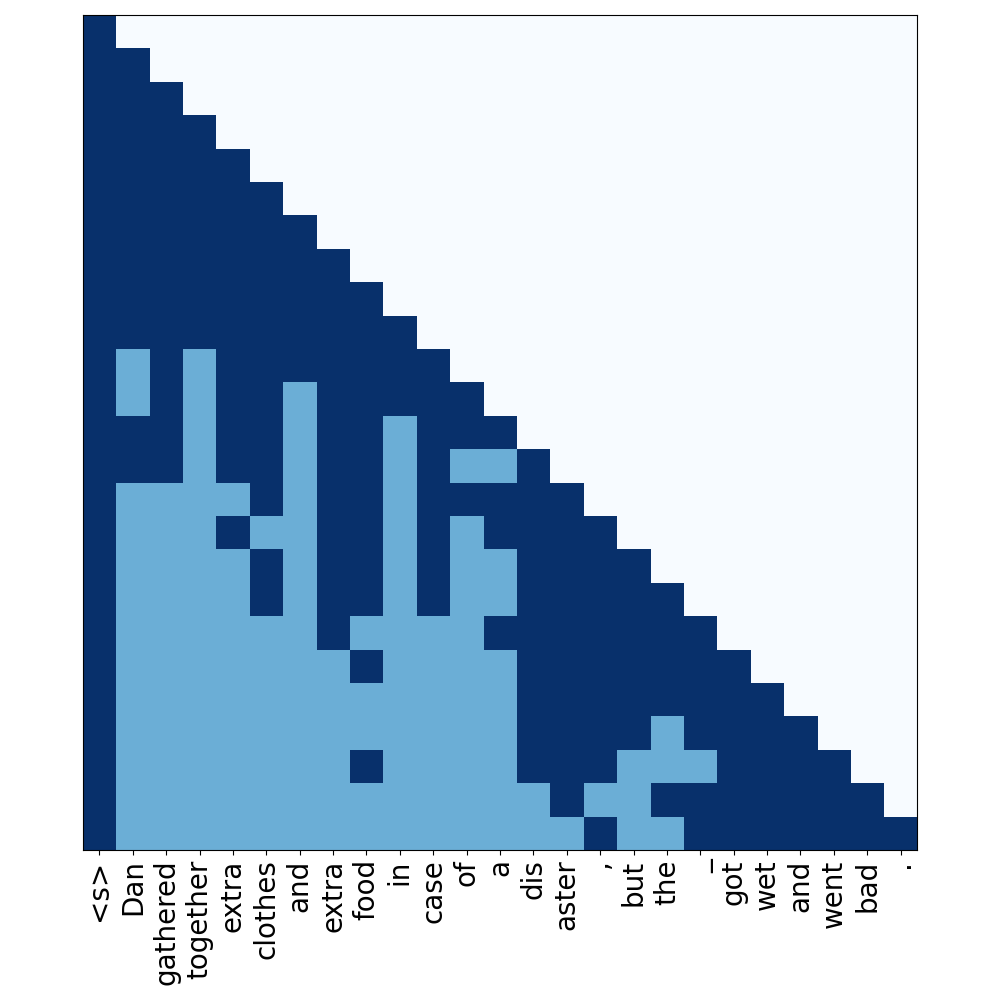 <s>
Dan
gathered
together
extra
clothes
and
extra
food
in
case
of
a
dis
aster
,
but
the
_
got
wet
and
went
bad
.